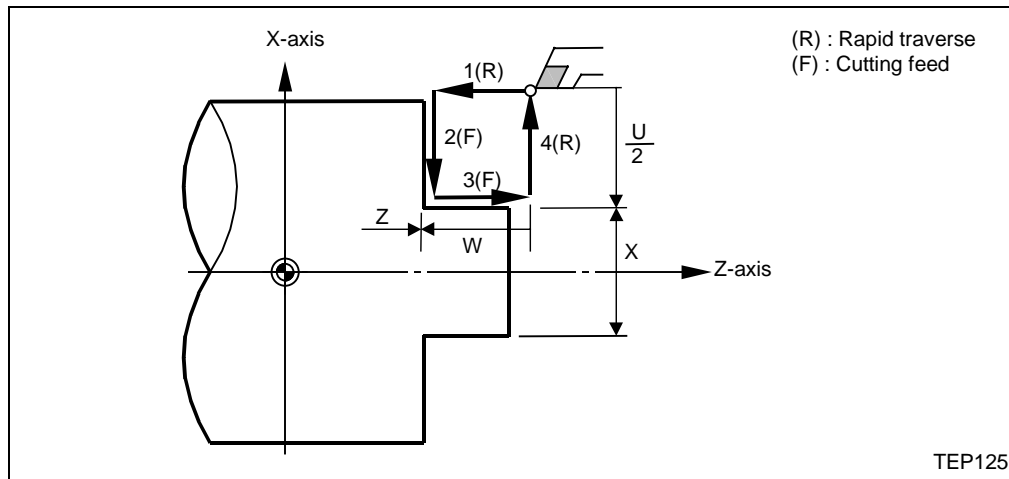 X-axis
(R) : Rapid traverse
(F) : Cutting feed
1(R)
2(F)
4(R)
U
2
3(F)
Z
W
X
Z-axis
TEP125